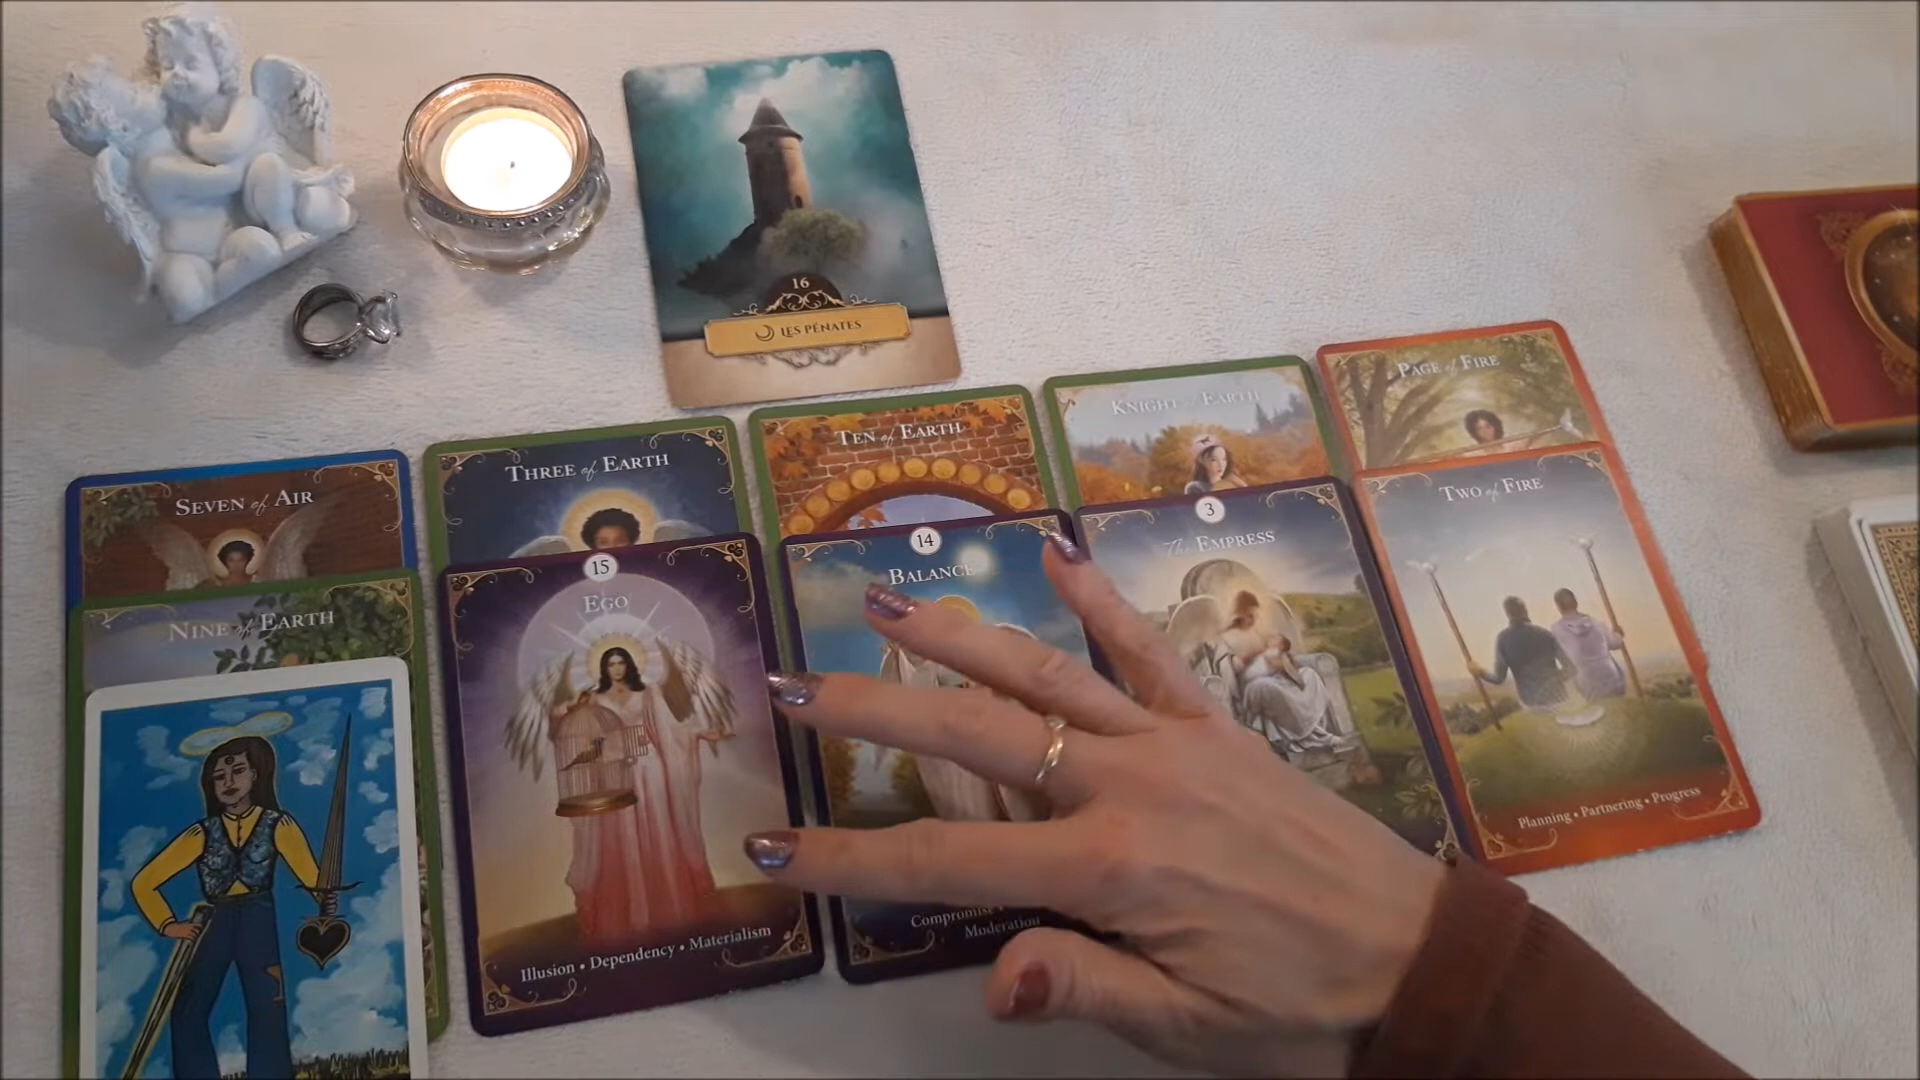 16
LES PÉNATES
SEVEN of AIR
THREE of EARTH
TEN of EARTH
KNIGHT of EARTH
PAGE of FIRE
NINE of EARTH
15
EGO
Illusion • Dependency • Materialism
14
BALANCE
Compromise •
Moderation
3
The EMPRESS
TWO of FIRE
Planning • Partnering • Progress